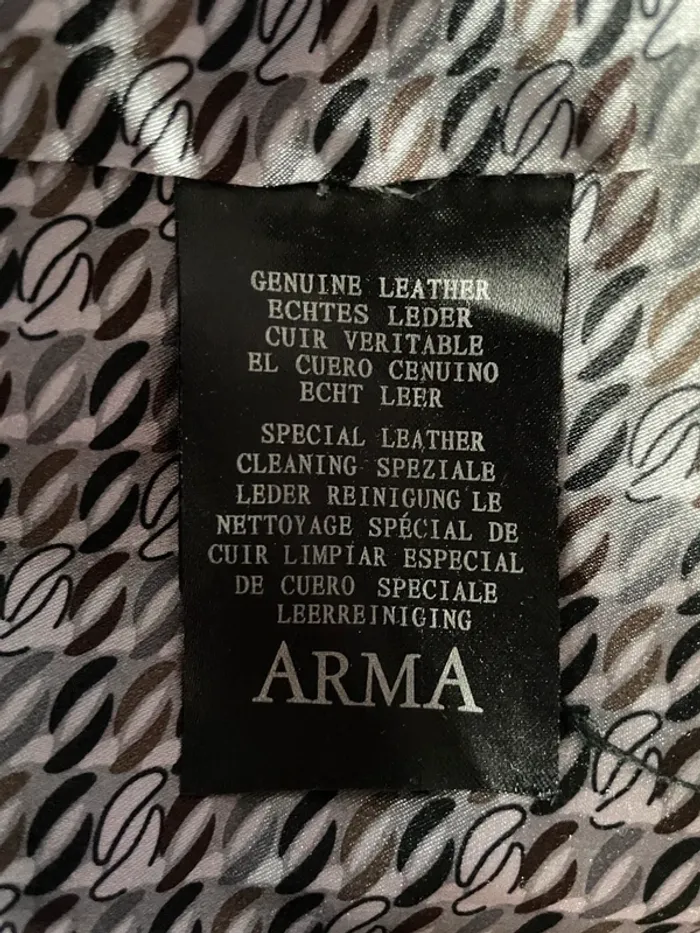 GENUINE LEATHER
ECHTES LEDER
CUIR VERITABLE
EL CUERO CENUINO
ECHT LEER
SPECIAL LEATHER
CLEANING SPEZIALE
LEDER REINIGUNG LE
NETTOYAGE SPÉCIAL DE
CUIR LIMPIAR ESPECIAL
DE CUERO SPECIALE
LEERREINICING
ARMA